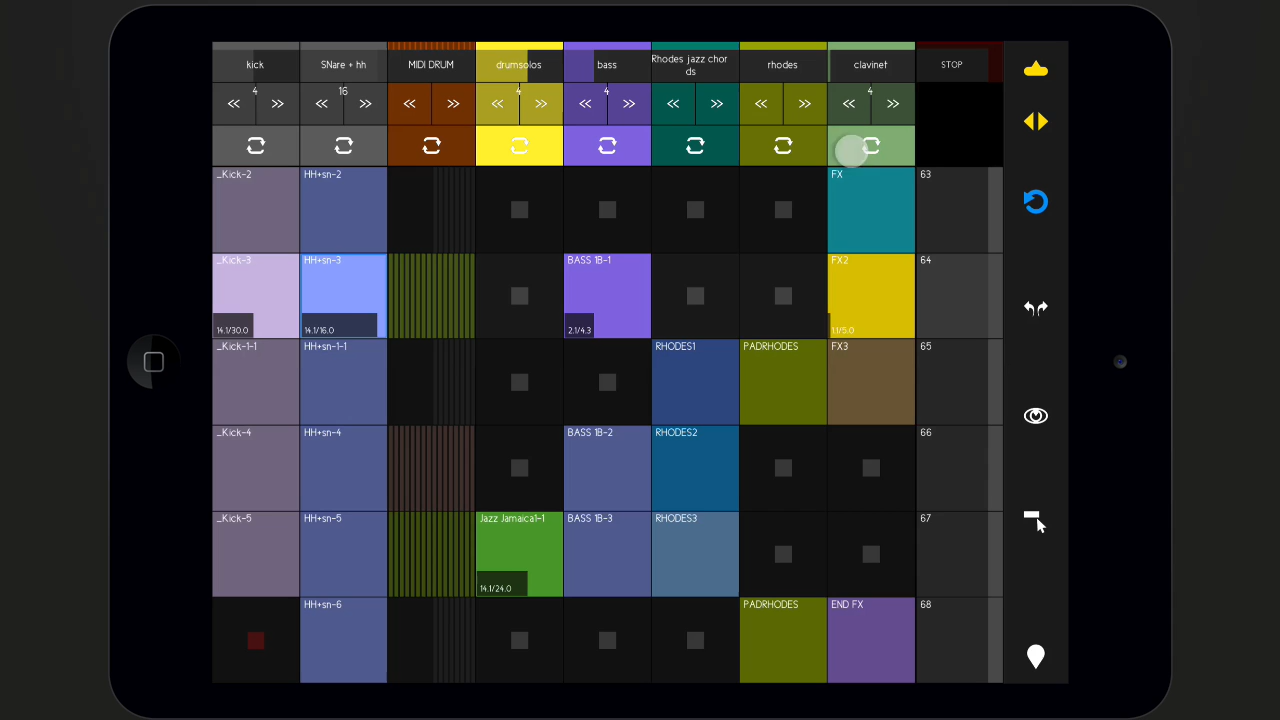 kick SNare + hh MIDI DRUM drumsolos bass Rhodes jazz chor rhodes clavinet STOP
ds
4 16 4 4 4
_Kick-2 HH+sn-2 FX 63
_Kick-3 HH+sn-3 BASS 1B-1 FX2 64
14.1/30.0 14.1/16.0 2.1/4.3 1.1/5.0
_Kick-1-1 HH+sn-1-1 RHODES1 PADRHODES FX3 65
_Kick-4 HH+sn-4 BASS 1B-2 RHODES2 66
_Kick-5 HH+sn-5 Jazz Jamaica1-1 BASS 1B-3 RHODES3 67
14.1/24.0
HH+sn-6 PADRHODES END FX 68